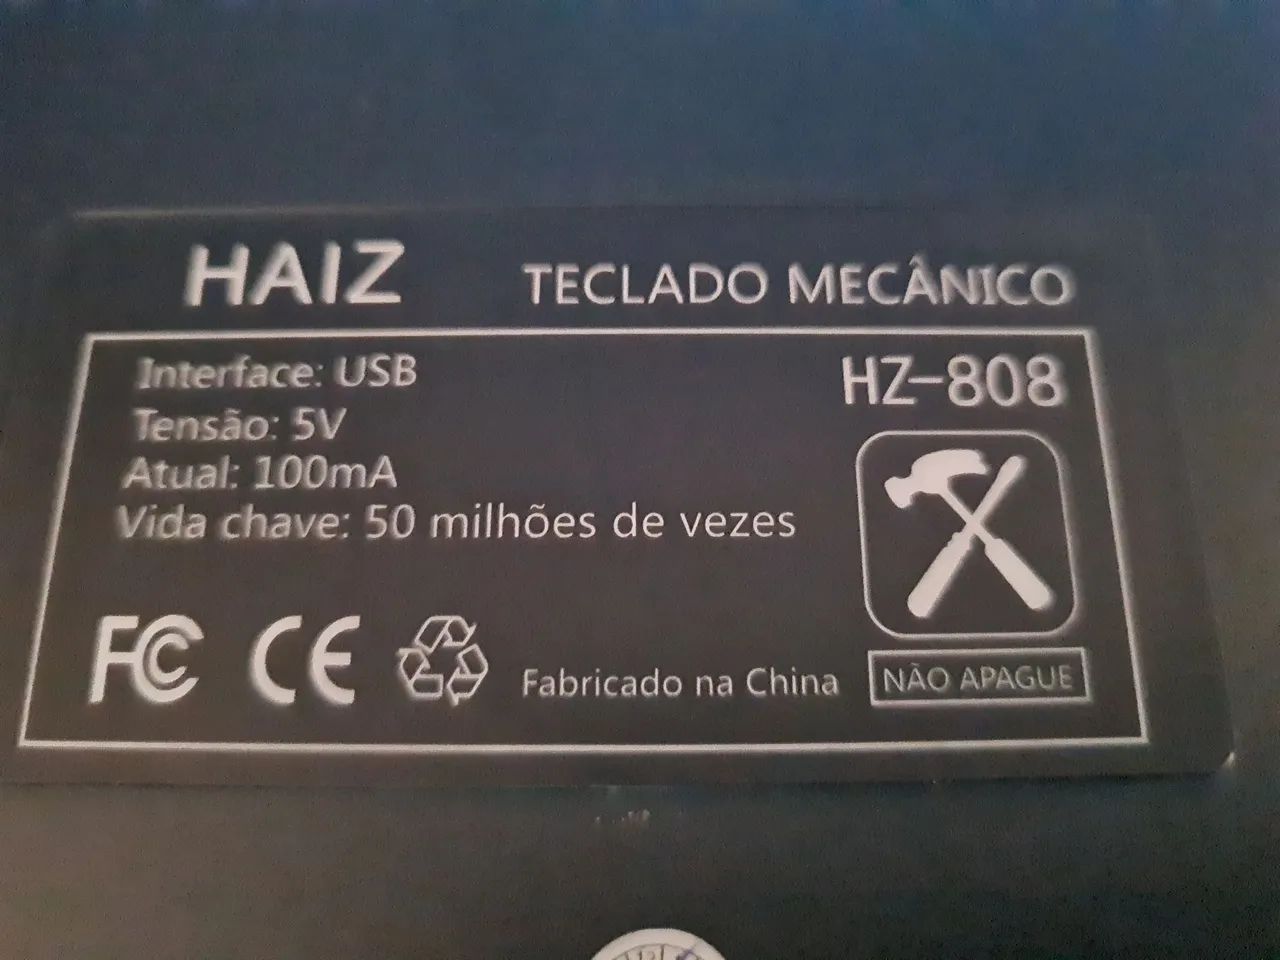 HAIZ TECLADO MECÂNICO
Interface: USB
HZ-808
Tensão: 5V
Atual: 100mA
Vida chave: 50 milhões de vezes
FC CE Fabricado na China
NÃO APAGUE